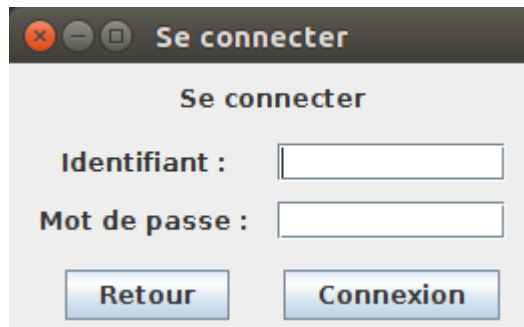 Se connecter
Se connecter
Identifiant :
Mot de passe :
Retour Connexion